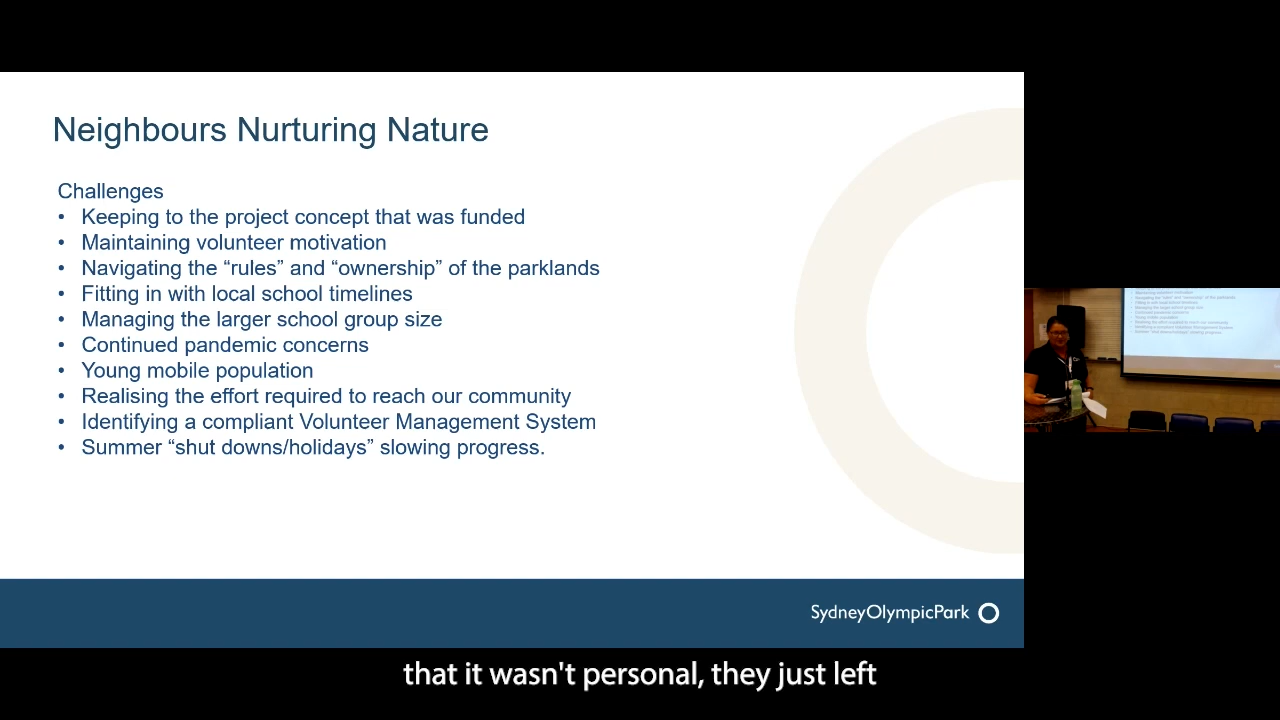 Neighbours Nurturing Nature
Challenges
• Keeping to the project concept that was funded
• Maintaining volunteer motivation
• Navigating the “rules” and “ownership” of the parklands
• Fitting in with local school timelines
• Managing the larger school group size
• Continued pandemic concerns
• Young mobile population
• Realising the effort required to reach our community
• Identifying a compliant Volunteer Management System
• Summer “shut downs/holidays” slowing progress.
SydneyOlympicPark
that it wasn't personal, they just left